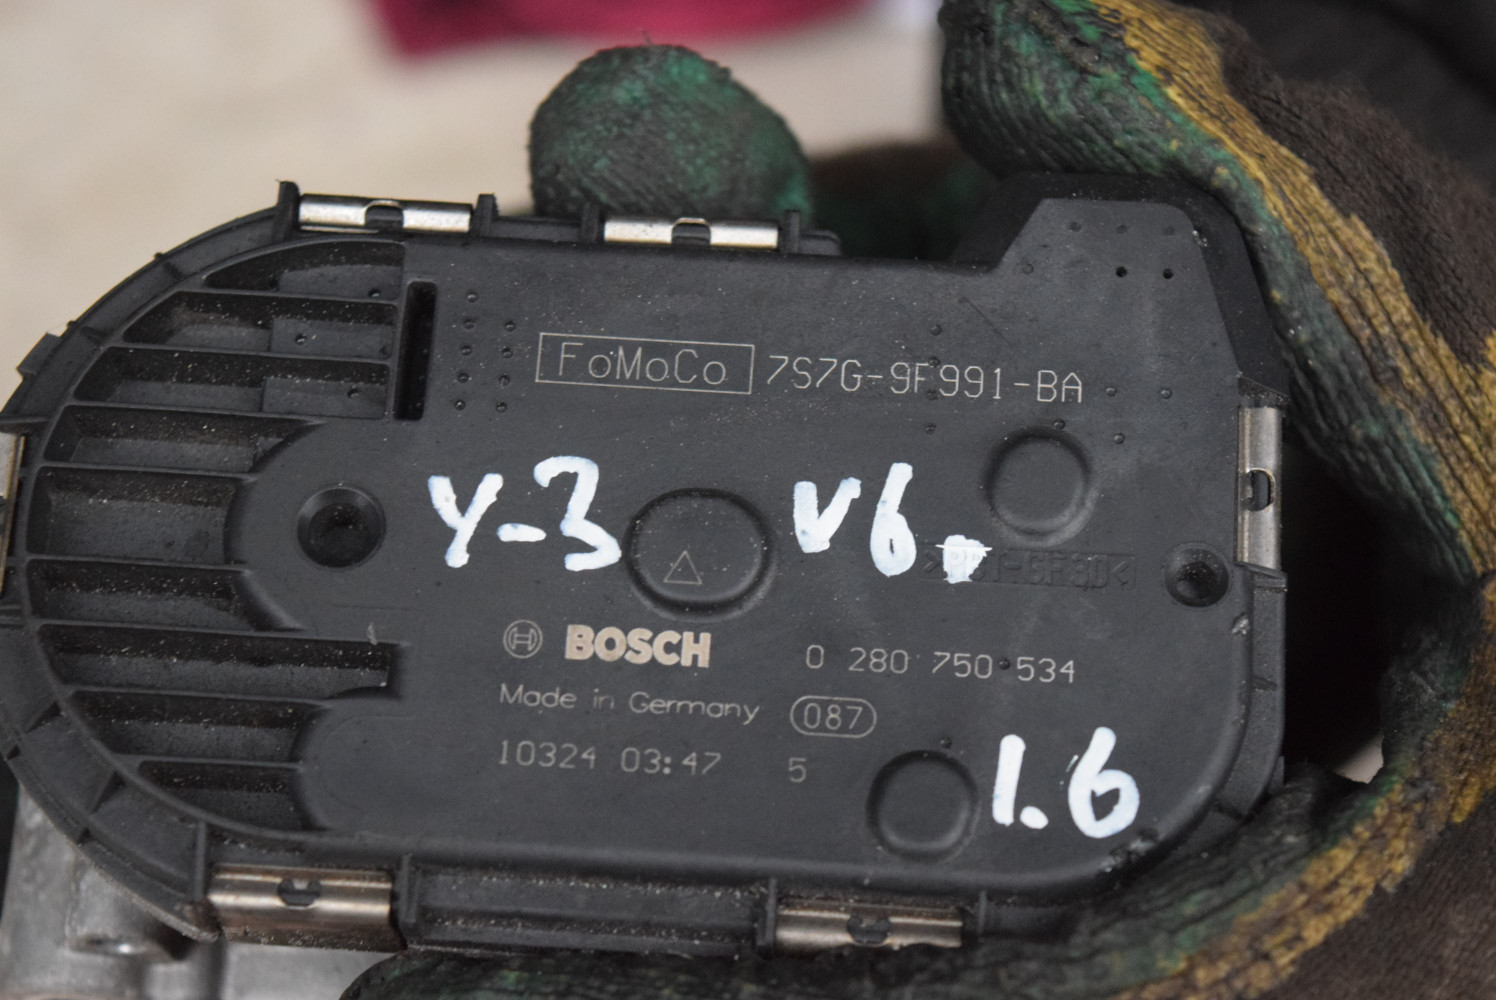 FoMoCo 7S7G-9F991-BA
Y-3 V6.
BOSCH 0 280 750 534
Made in Germany 087
10324 03:47 5
1.6